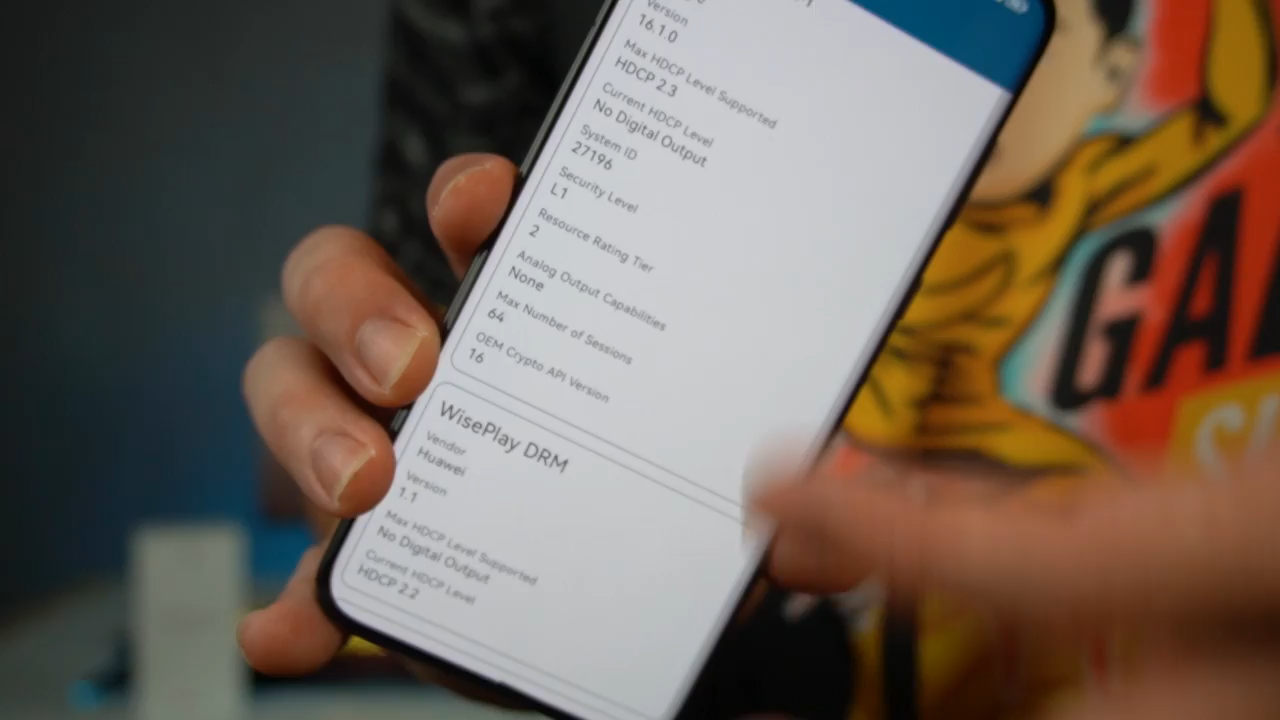 Version
16.1.0
Max HDCP Level Supported
HDCP 2.3
Current HDCP Level
No Digital Output
System ID
27196
Security Level
L1
Resource Rating Tier
2
Analog Output Capabilities
None
Max Number of Sessions
64
OEM Crypto API Version
16
WisePlay DRM
Vendor
Huawei
Version
1.1
Max HDCP Level Supported
No Digital Output
Current HDCP Level
HDCP 2.2